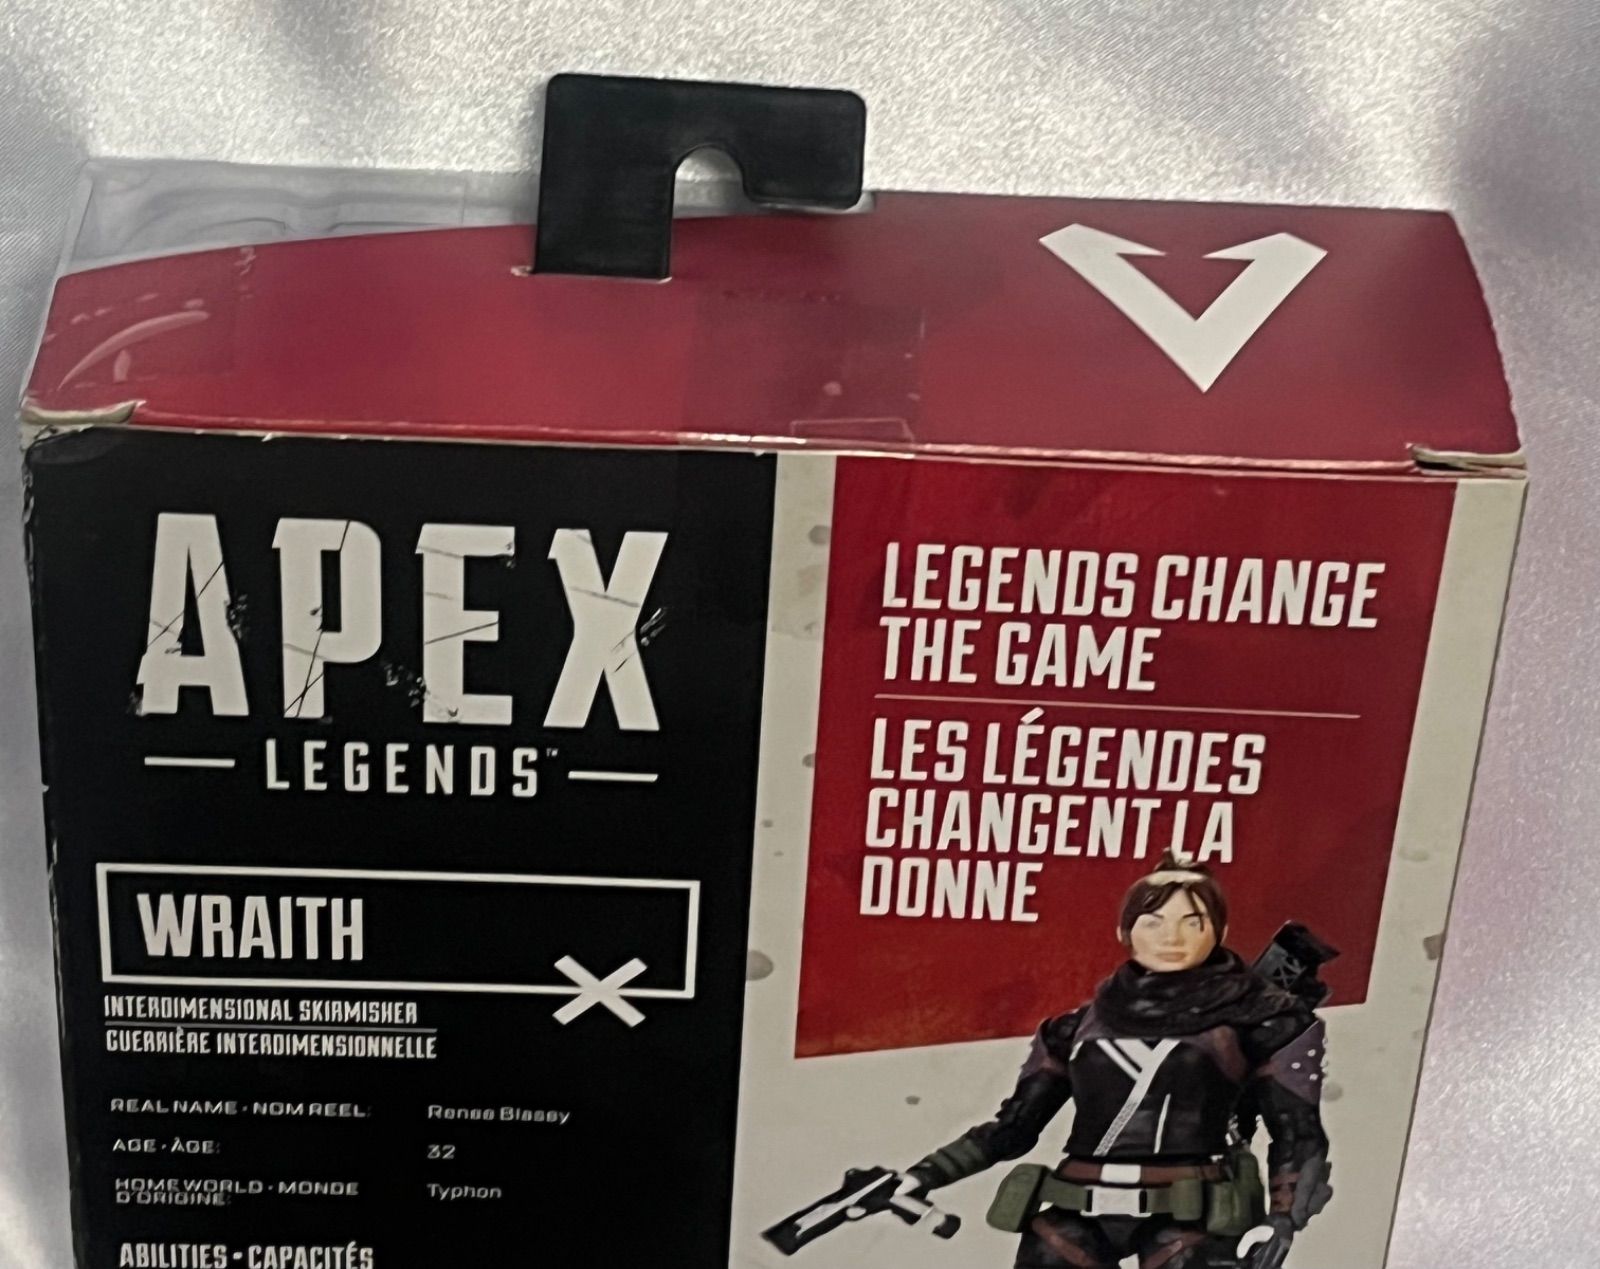 APEX
LEGENDS™
WRAITH
INTERDIMENSIONAL SKIRMISHER
GUERRIÈRE INTERDIMENSIONNELLE
REAL NAME • NOM REEL: Renee Blasey
AGE • ÂGE: 32
HOMEWORLD • MONDE
D'ORIGINE: Typhon
ABILITIES • CAPACITÉS
LEGENDS CHANGE
THE GAME
LES LÉGENDES
CHANGENT LA
DONNE